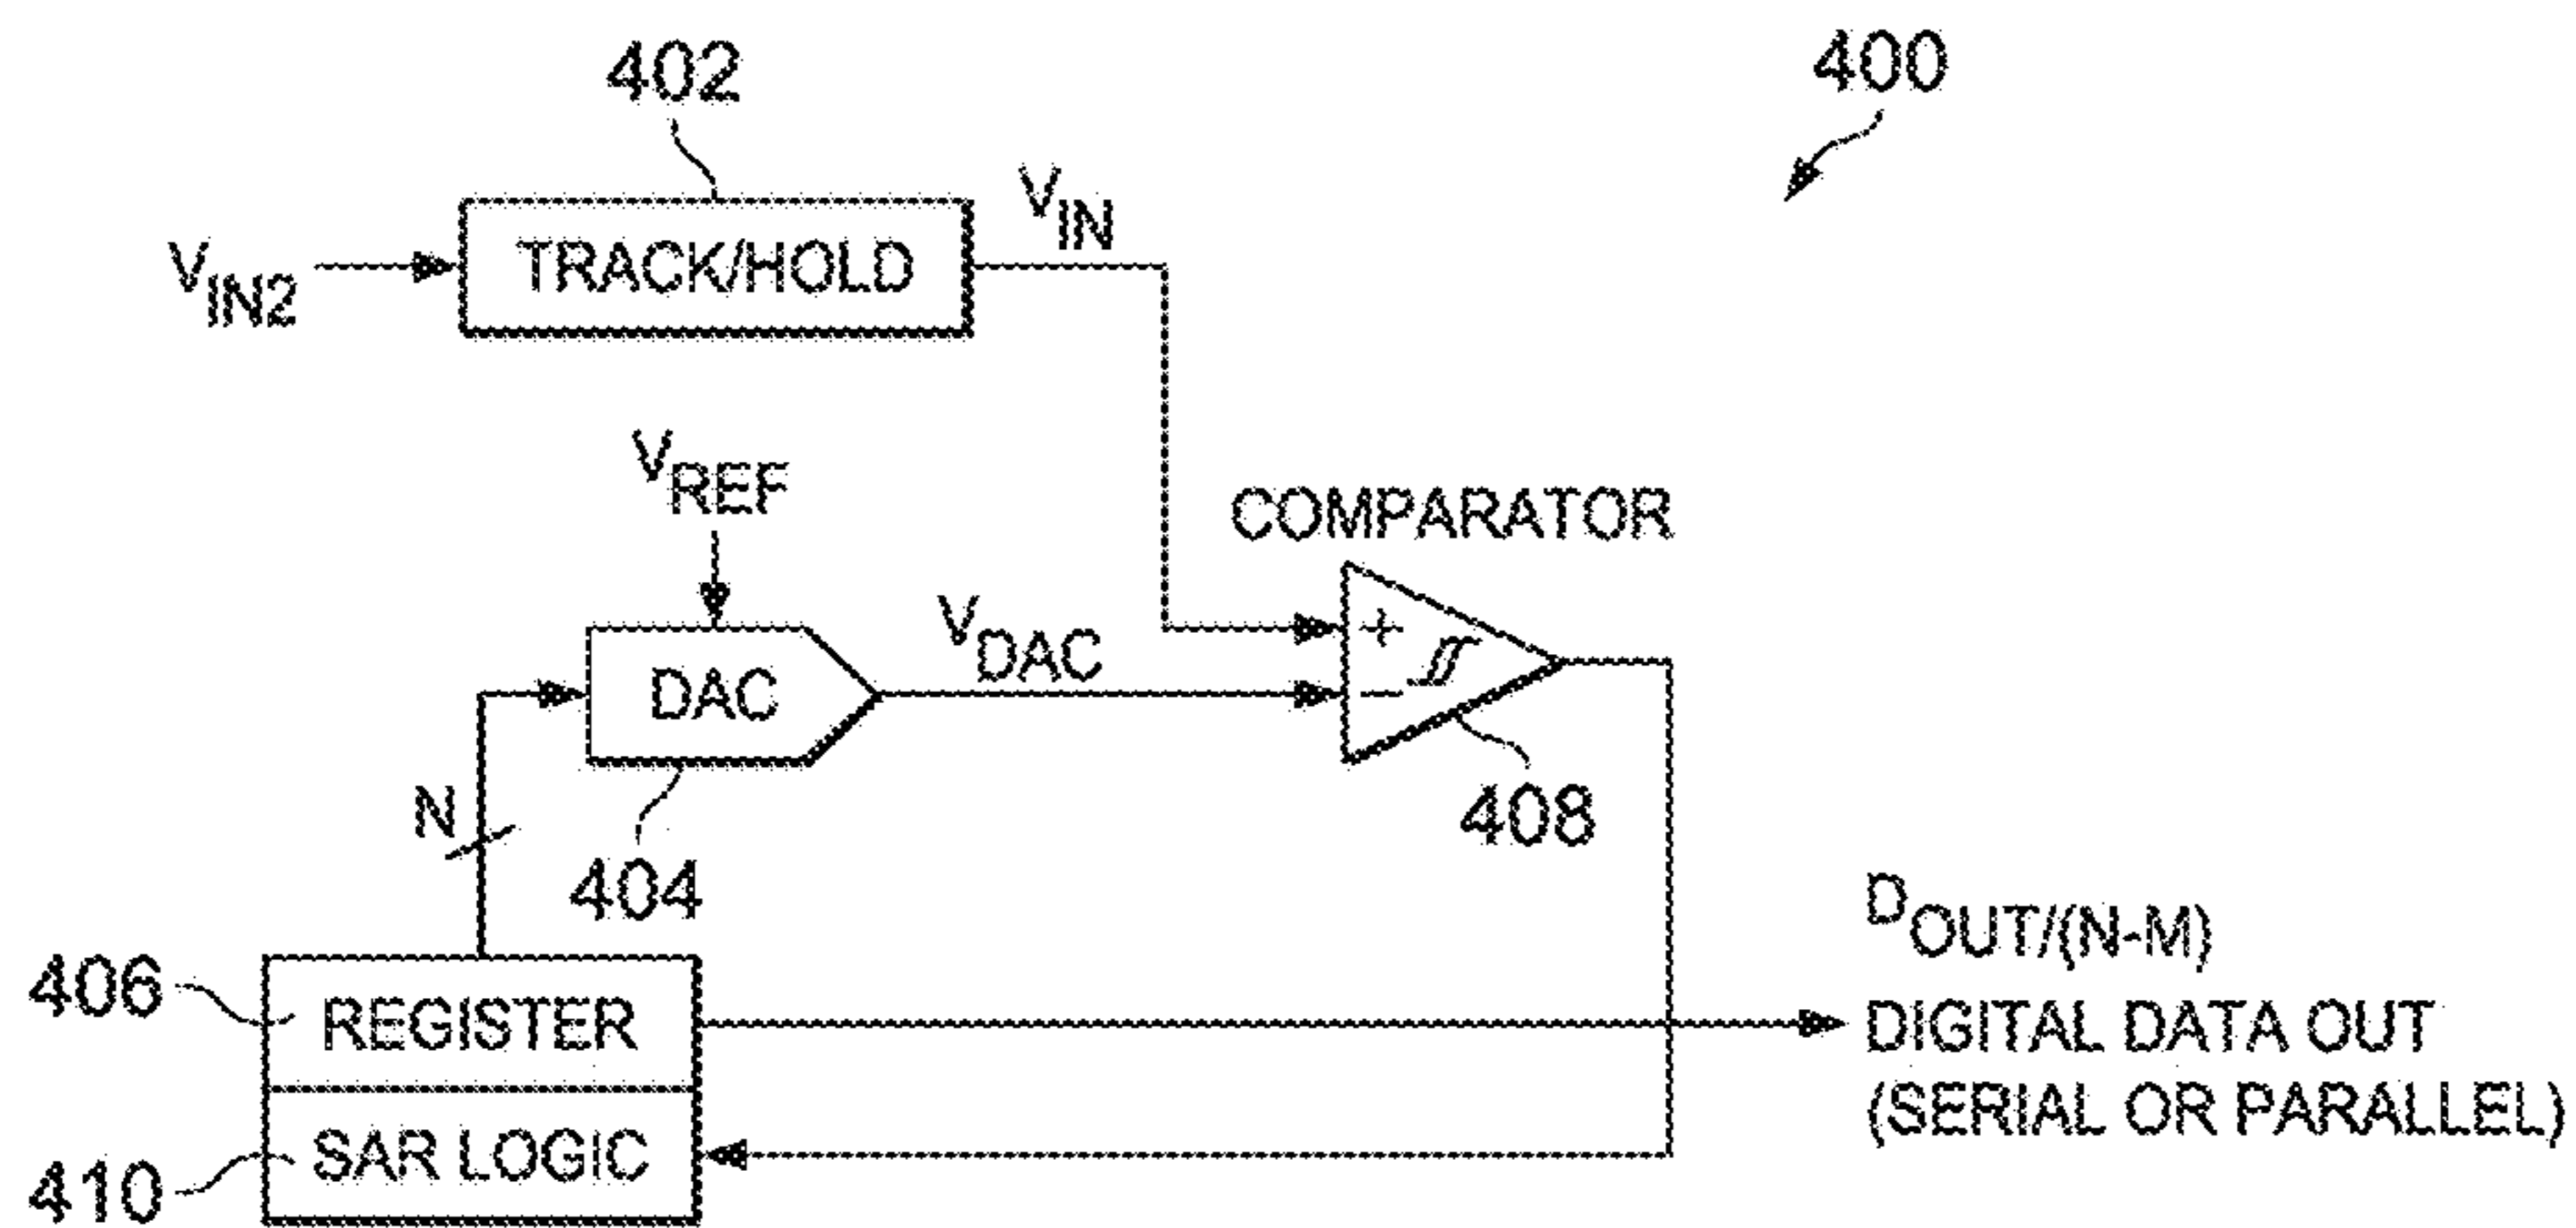 402
400
VIN2
TRACK/HOLD
VIN
VREF
COMPARATOR
DAC
VDAC
+
−
N
404
408
406
REGISTER
DOUT/(N-M)
DIGITAL DATA OUT
(SERIAL OR PARALLEL)
410
SAR LOGIC